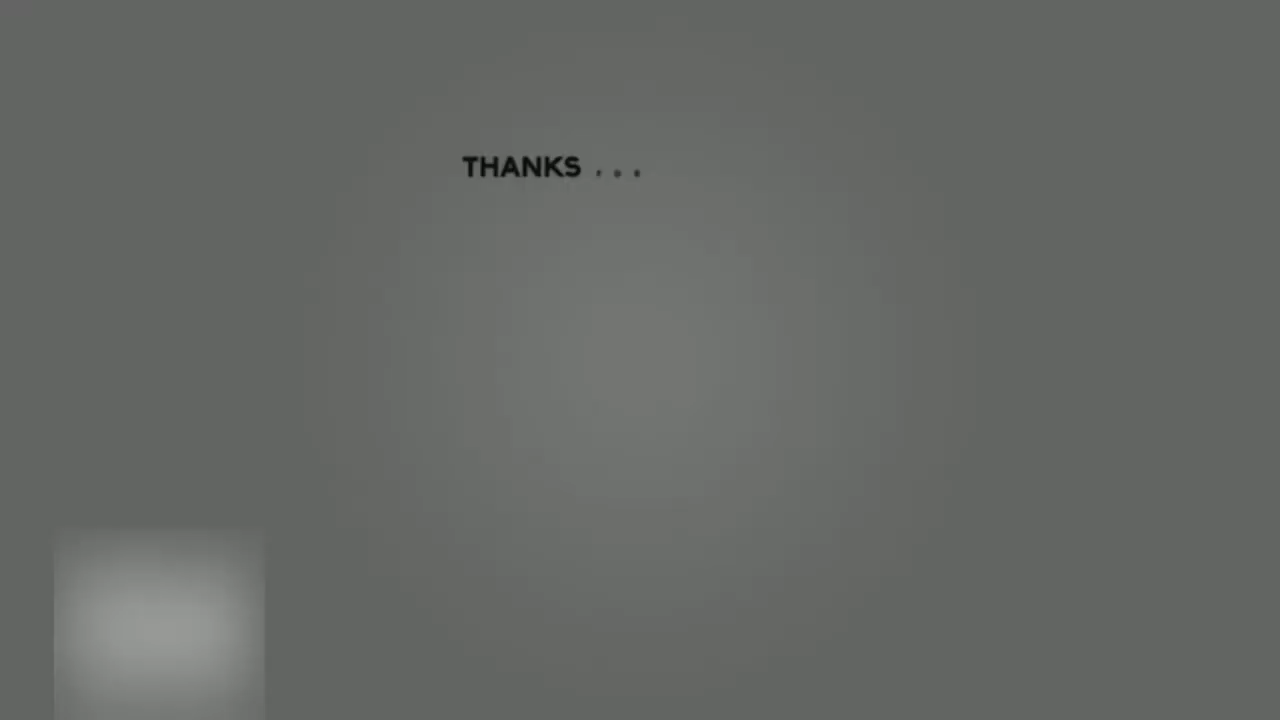 THANKS . . .